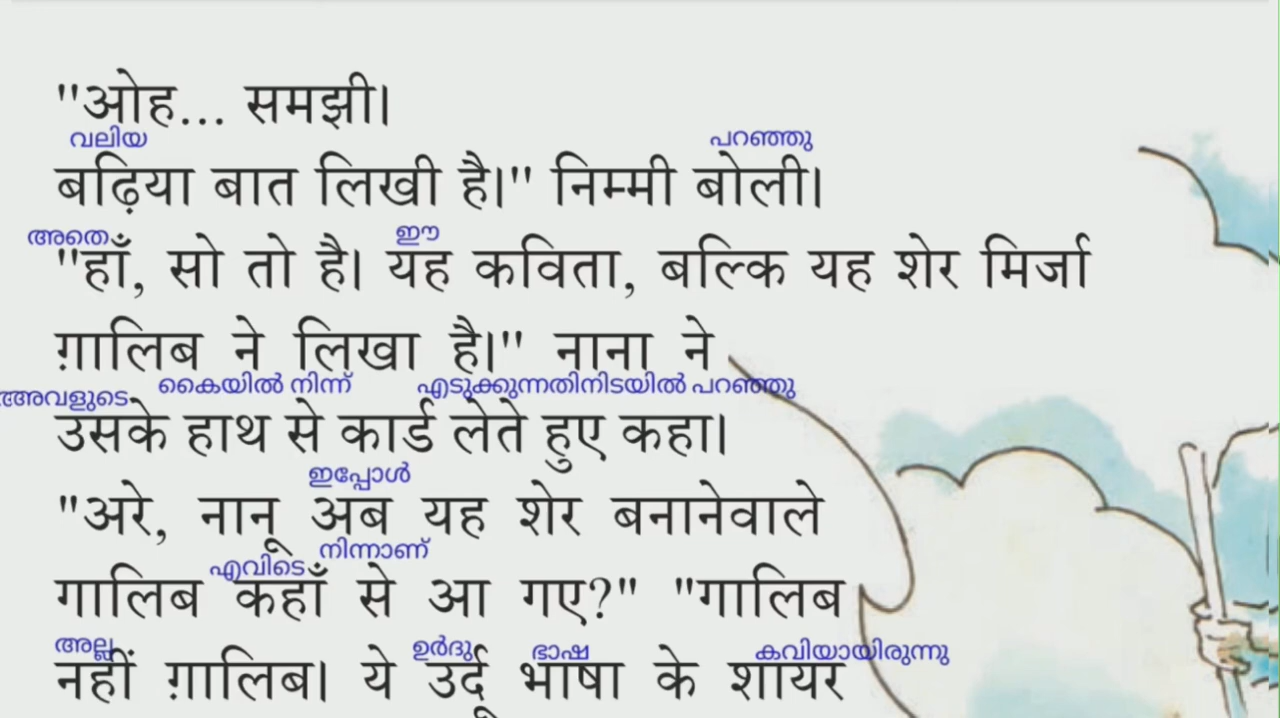 "ओह... समझी।
വലിയ പറഞ്ഞു
बढ़िया बात लिखी है।" निम्मी बोली।
അതെ ഈ
"हाँ, सो तो है। यह कविता, बल्कि यह शेर मिर्जा
ग़ालिब ने लिखा है।" नाना ने
അവളുടെ കൈയിൽ നിന്ന് എടുക്കുന്നതിനിടയിൽ പറഞ്ഞു
उसके हाथ से कार्ड लेते हुए कहा।
ഇപ്പോൾ
"अरे, नानू अब यह शेर बनानेवाले
എവിടെ നിന്നാണ്
गालिब कहाँ से आ गए?" "गालिब
അല്ല ഉർദു ഭാഷ കവിയായിരുന്നു
नहीं ग़ालिब। ये उर्दू भाषा के शायर